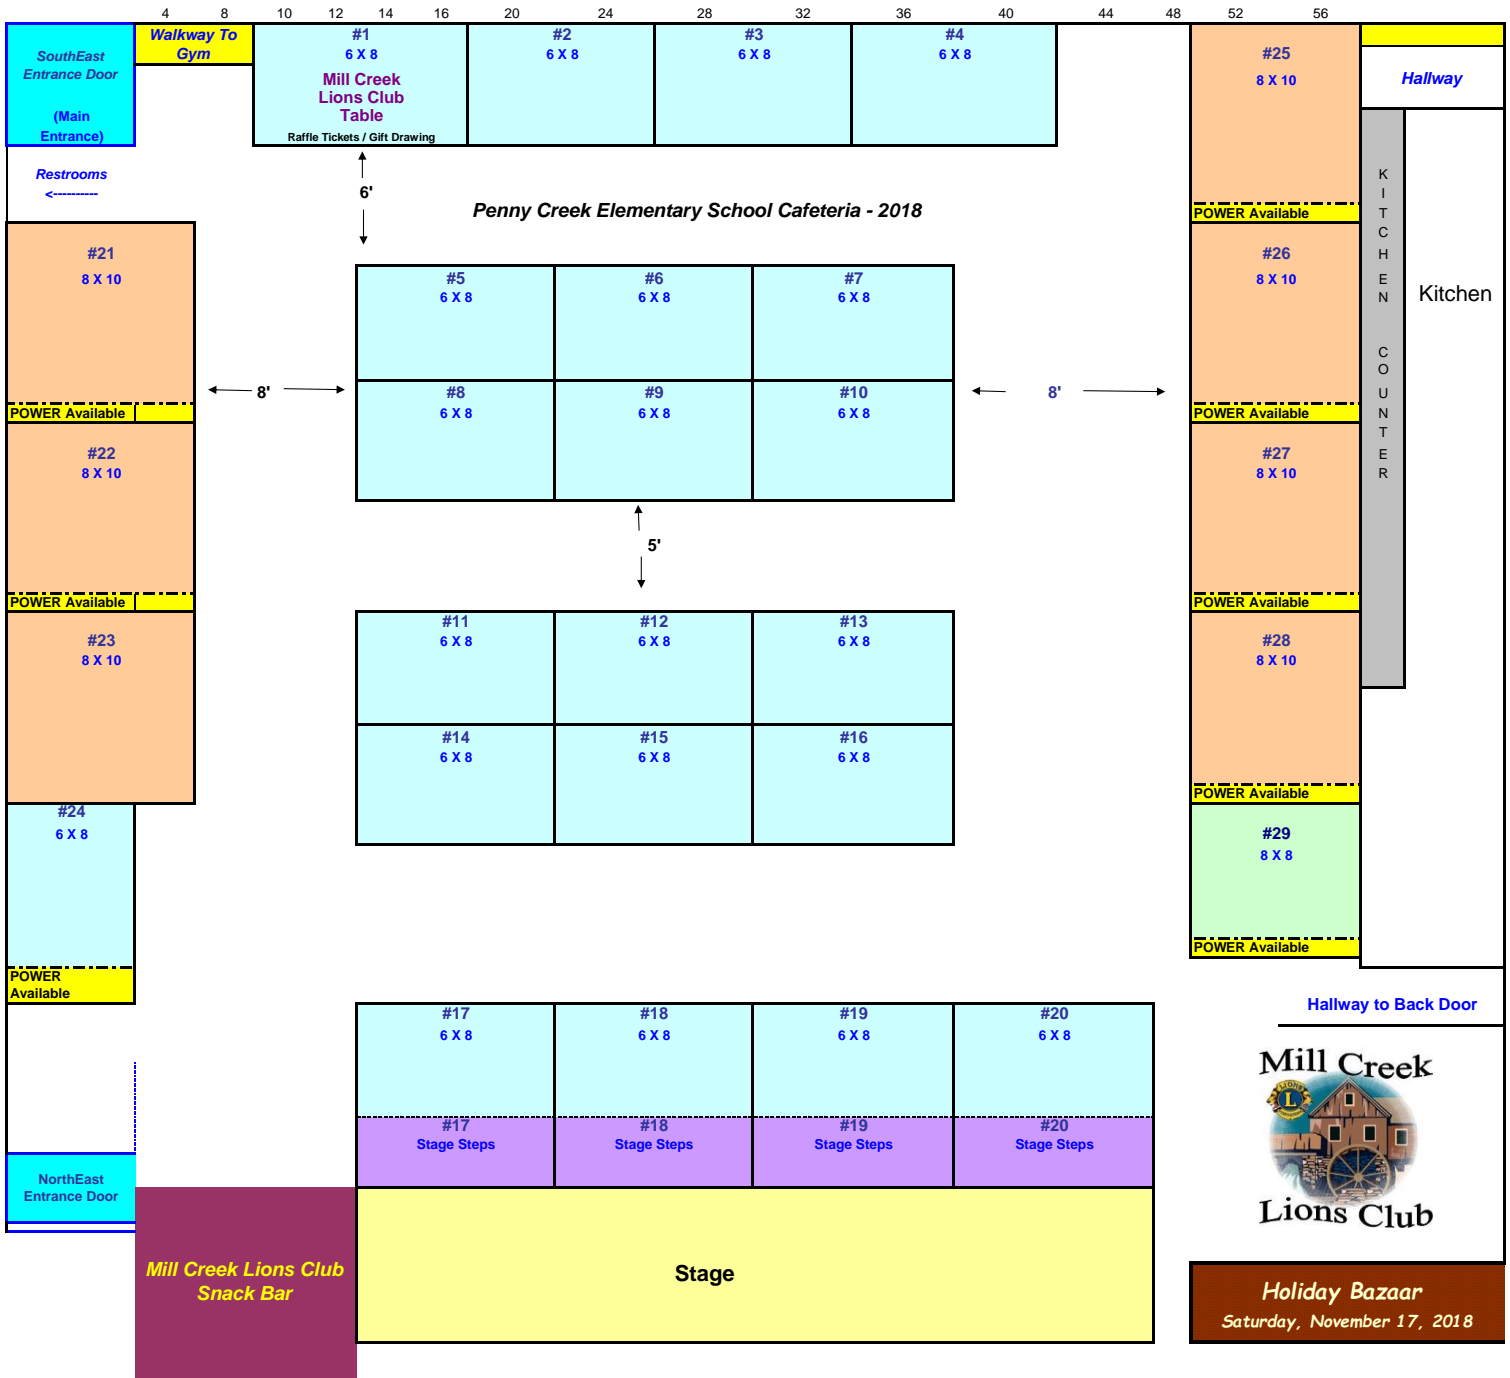 4 8 10 12 14 16 20 24 28 32 36 40 44 48 52 56
SouthEast
Entrance Door
(Main
Entrance)
Walkway To
Gym
#1
6 X 8
Mill Creek
Lions Club
Table
Raffle Tickets / Gift Drawing
#2
6 X 8
#3
6 X 8
#4
6 X 8
#25
8 X 10
POWER Available
Hallway
Restrooms
<----------
6'
Penny Creek Elementary School Cafeteria - 2018
KITCHEN COUNTER
Kitchen
#21
8 X 10
POWER Available
#5
6 X 8
#6
6 X 8
#7
6 X 8
#26
8 X 10
POWER Available
8'
#8
6 X 8
#9
6 X 8
#10
6 X 8
8'
#22
8 X 10
POWER Available
#27
8 X 10
POWER Available
5'
#23
8 X 10
#11
6 X 8
#12
6 X 8
#13
6 X 8
#28
8 X 10
POWER Available
#14
6 X 8
#15
6 X 8
#16
6 X 8
#24
6 X 8
POWER
Available
#29
8 X 8
POWER Available
#17
6 X 8
#18
6 X 8
#19
6 X 8
#20
6 X 8
Hallway to Back Door
#17
Stage Steps
#18
Stage Steps
#19
Stage Steps
#20
Stage Steps
Mill Creek
LIONS
L
Lions Club
NorthEast
Entrance Door
Mill Creek Lions Club
Snack Bar
Stage
Holiday Bazaar
Saturday, November 17, 2018